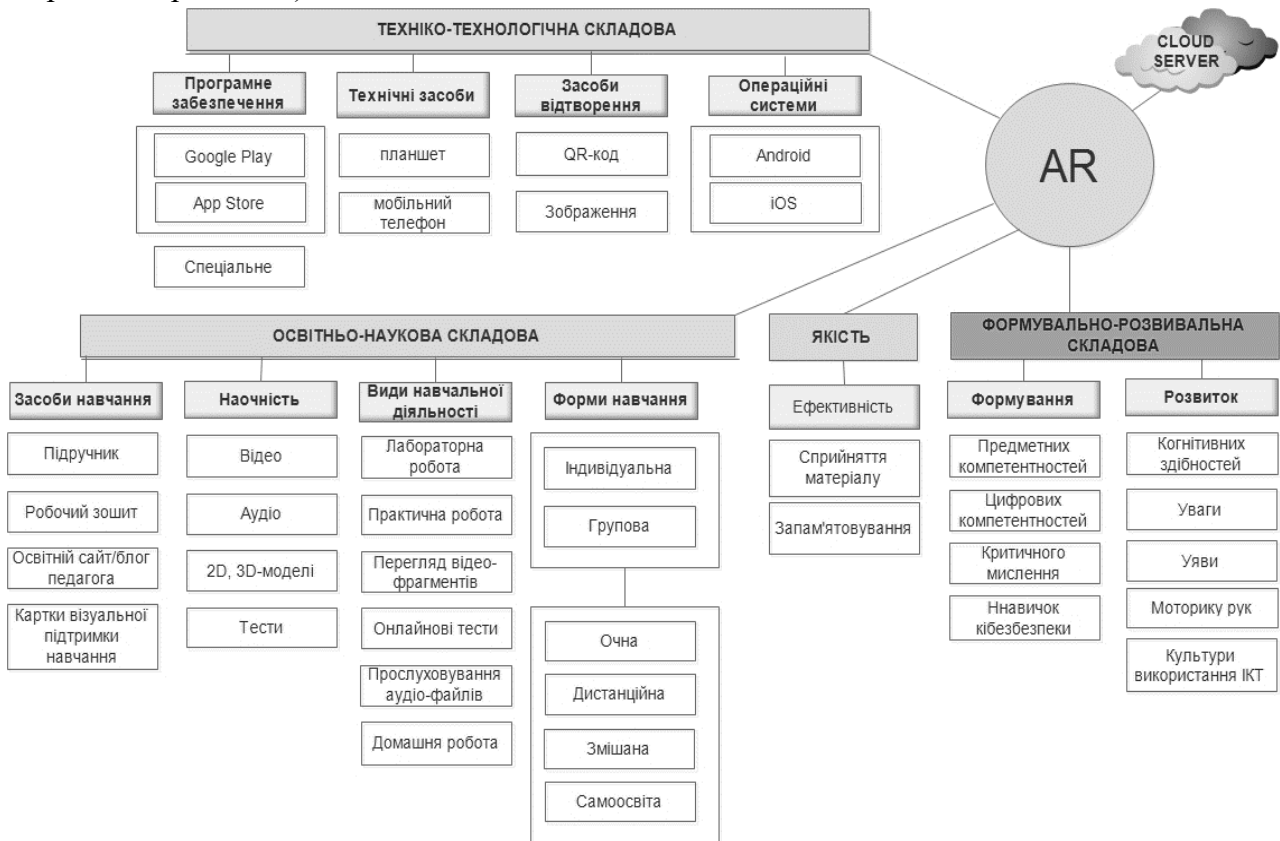 ТЕХНІКО-ТЕХНОЛОГІЧНА СКЛАДОВА
CLOUD
SERVER
Програмне
забезпечення
Технічні засоби
Засоби
відтворення
Операційні
системи
Google Play
App Store
Спеціальне
планшет
мобільний
телефон
QR-код
Зображення
Android
iOS
AR
ОСВІТНЬО-НАУКОВА СКЛАДОВА
ЯКІСТЬ
ФОРМУВАЛЬНО-РОЗВИВАЛЬНА
СКЛАДОВА
Засоби навчання
Підручник
Робочий зошит
Освітній сайт/блог
педагога
Картки візуальної
підтримки
навчання
Наочність
Відео
Аудіо
2D, 3D-моделі
Тести
Види навчальної
діяльності
Лабораторна
робота
Практична робота
Перегляд відео-
фрагментів
Онлайнові тести
Прослуховування
аудіо-файлів
Домашня робота
Форми навчання
Індивідуальна
Групова
Очна
Дистанційна
Змішана
Самоосвіта
Ефективність
Сприйняття
матеріалу
Запам'ятовування
Формування
Предметних
компетентностей
Цифрових
компетентностей
Критичного
мислення
Ннавичок
кібезбезпеки
Розвиток
Когнітивних
здібностей
Уваги
Уяви
Моторику рук
Культури
використання ІКТ